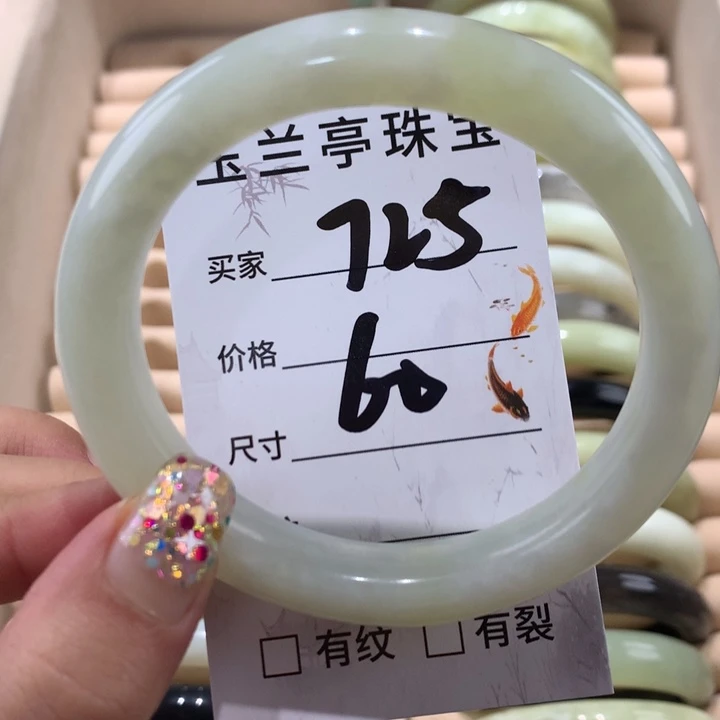 玉兰亭珠宝
买家 725
价格 60
尺寸
有纹 有裂